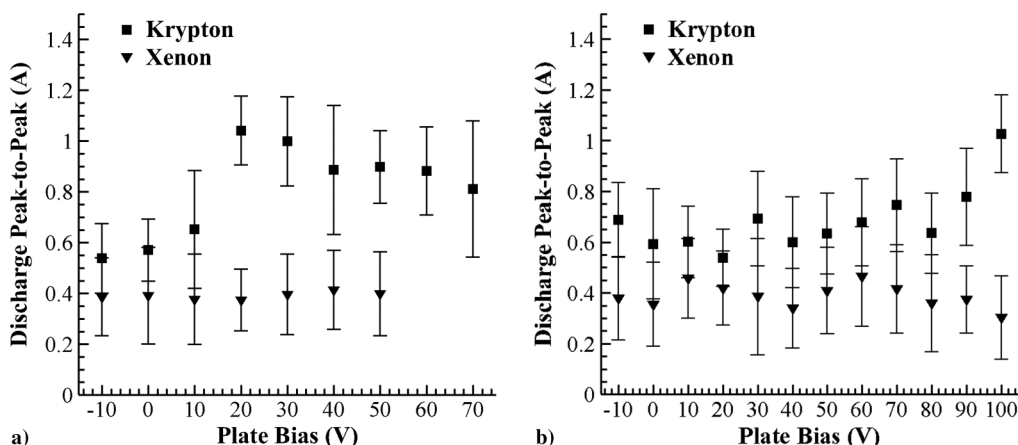 Krypton
Xenon
Discharge Peak-to-Peak (A)
1.4
1.2
1
0.8
0.6
0.4
0.2
0
-10 0 10 20 30 40 50 60 70
Plate Bias (V)
a)
Krypton
Xenon
Discharge Peak-to-Peak (A)
1.4
1.2
1
0.8
0.6
0.4
0.2
0
-10 0 10 20 30 40 50 60 70 80 90 100
Plate Bias (V)
b)